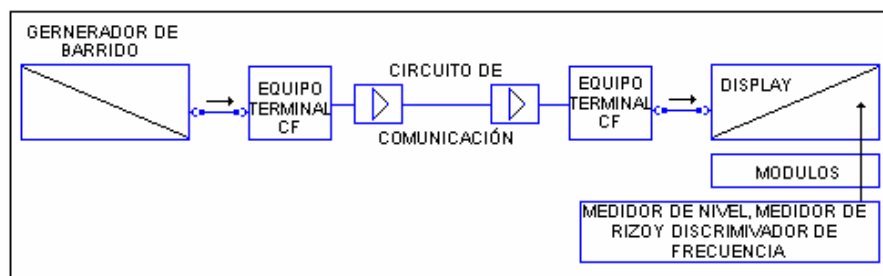 GERNERADOR DE
BARRIDO
EQUIPO
TERMINAL
CF
CIRCUITO DE
COMUNICACIÓN
EQUIPO
TERMINAL
CF
DISPLAY
MODULOS
MEDIDOR DE NIVEL, MEDIDOR DE
RIZO Y DISCRIMIVADOR DE
FRECUENCIA